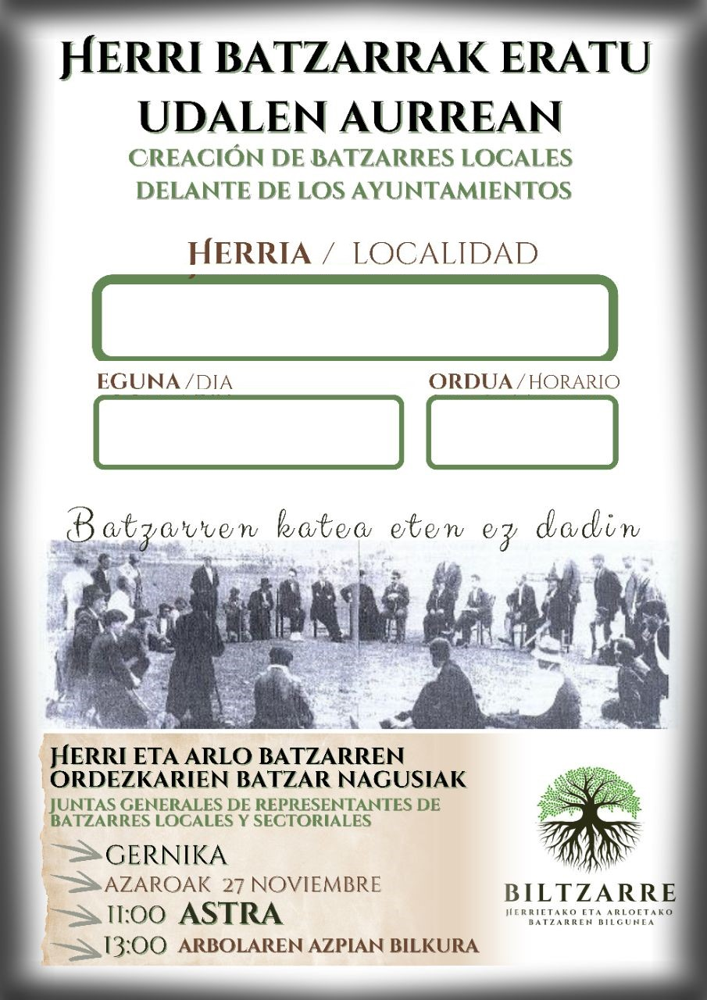 HERRI BATZARRAK ERATU
UDALEN AURREAN
CREACIÓN DE BATZARRES LOCALES
DELANTE DE LOS AYUNTAMIENTOS
HERRIA / LOCALIDAD
EGUNA / DIA
ORDUA / HORARIO
Batzarren katea eten ez dadin
HERRI ETA ARLO BATZARREN
ORDEZKARIEN BATZAR NAGUSIAK
JUNTAS GENERALES DE REPRESENTANTES DE
BATZARRES LOCALES Y SECTORIALES
GERNIKA
AZAROAK 27 NOVIEMBRE
11:00 ASTRA
13:00 ARBOLAREN AZPIAN BILKURA
BILTZARRE
HERRIETAKO ETA ARLOETAKO
BATZARREN BILGUNEA